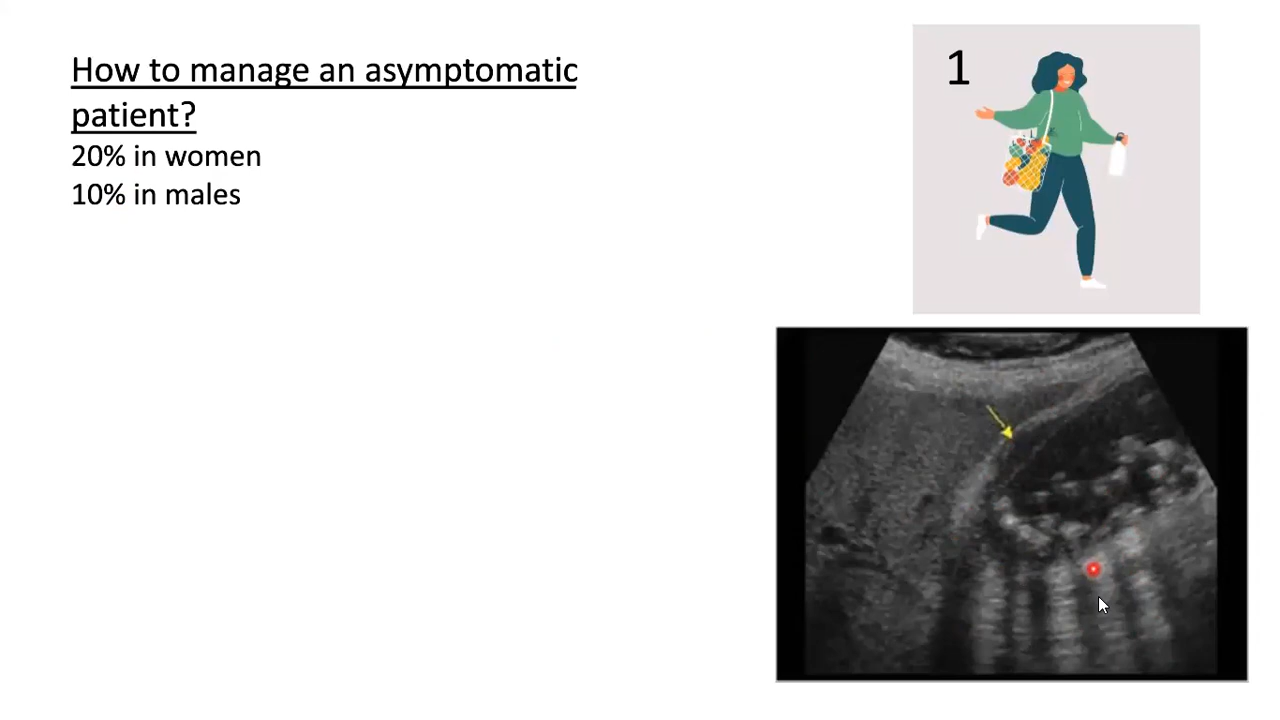 How to manage an asymptomatic
patient?
20% in women
10% in males
1